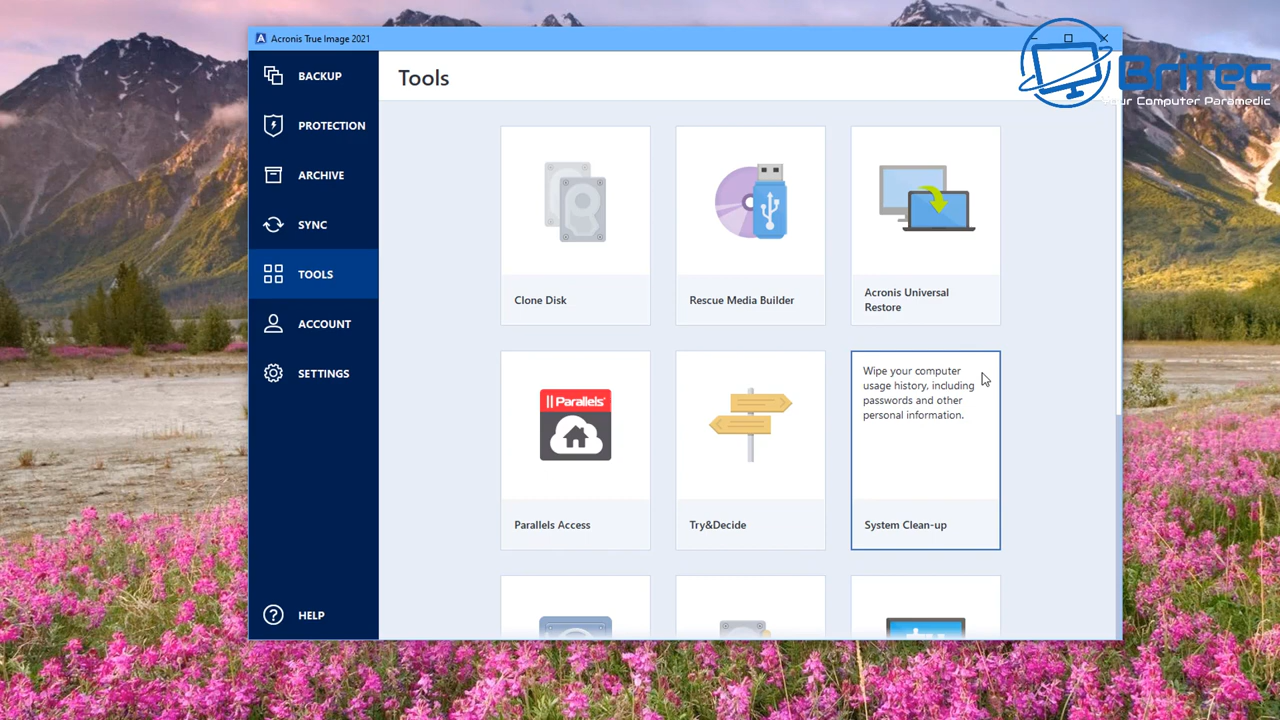 Acronis True Image 2021
Britec
Your Computer Paramedic
BACKUP
PROTECTION
ARCHIVE
SYNC
TOOLS
ACCOUNT
SETTINGS
HELP
Tools
Clone Disk
Rescue Media Builder
Acronis Universal
Restore
Parallels
Parallels Access
Try&Decide
Wipe your computer
usage history, including
passwords and other
personal information.
System Clean-up